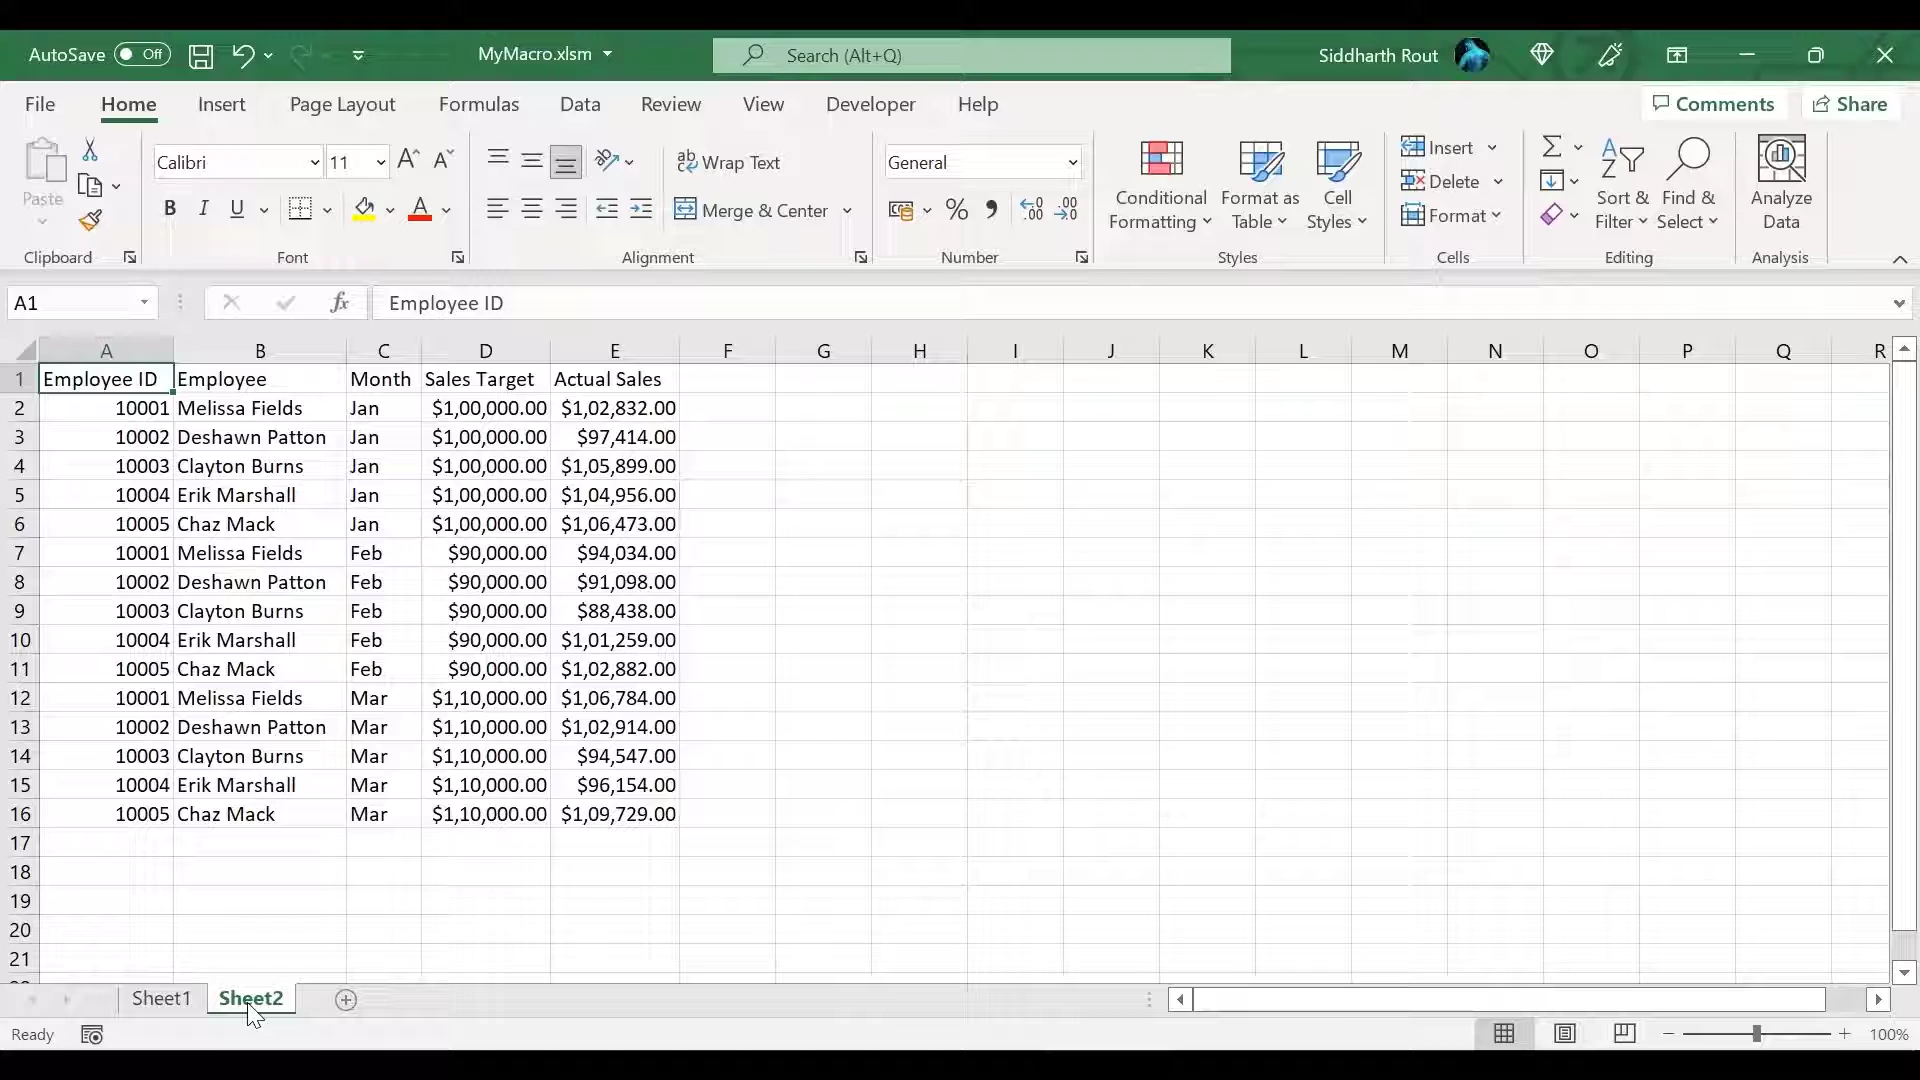 AutoSave Off MyMacro.xlsm Search (Alt+Q) Siddharth Rout
File Home Insert Page Layout Formulas Data Review View Developer Help Comments Share
Paste
Clipboard
Calibri 11
B I U
Font
ab Wrap Text
Merge & Center
Alignment
General
Number
Conditional Formatting
Format as Table
Cell Styles
Styles
Insert
Delete
Format
Cells
Sort & Filter
Find & Select
Editing
Analyze Data
Analysis
A1 fx Employee ID
A B C D E F G H I J K L M N O P Q R
1 Employee ID Employee Month Sales Target Actual Sales
2 10001 Melissa Fields Jan $1,00,000.00 $1,02,832.00
3 10002 Deshawn Patton Jan $1,00,000.00 $97,414.00
4 10003 Clayton Burns Jan $1,00,000.00 $1,05,899.00
5 10004 Erik Marshall Jan $1,00,000.00 $1,04,956.00
6 10005 Chaz Mack Jan $1,00,000.00 $1,06,473.00
7 10001 Melissa Fields Feb $90,000.00 $94,034.00
8 10002 Deshawn Patton Feb $90,000.00 $91,098.00
9 10003 Clayton Burns Feb $90,000.00 $88,438.00
10 10004 Erik Marshall Feb $90,000.00 $1,01,259.00
11 10005 Chaz Mack Feb $90,000.00 $1,02,882.00
12 10001 Melissa Fields Mar $1,10,000.00 $1,06,784.00
13 10002 Deshawn Patton Mar $1,10,000.00 $1,02,914.00
14 10003 Clayton Burns Mar $1,10,000.00 $94,547.00
15 10004 Erik Marshall Mar $1,10,000.00 $96,154.00
16 10005 Chaz Mack Mar $1,10,000.00 $1,09,729.00
17
18
19
20
21
Sheet1 Sheet2
Ready 100%